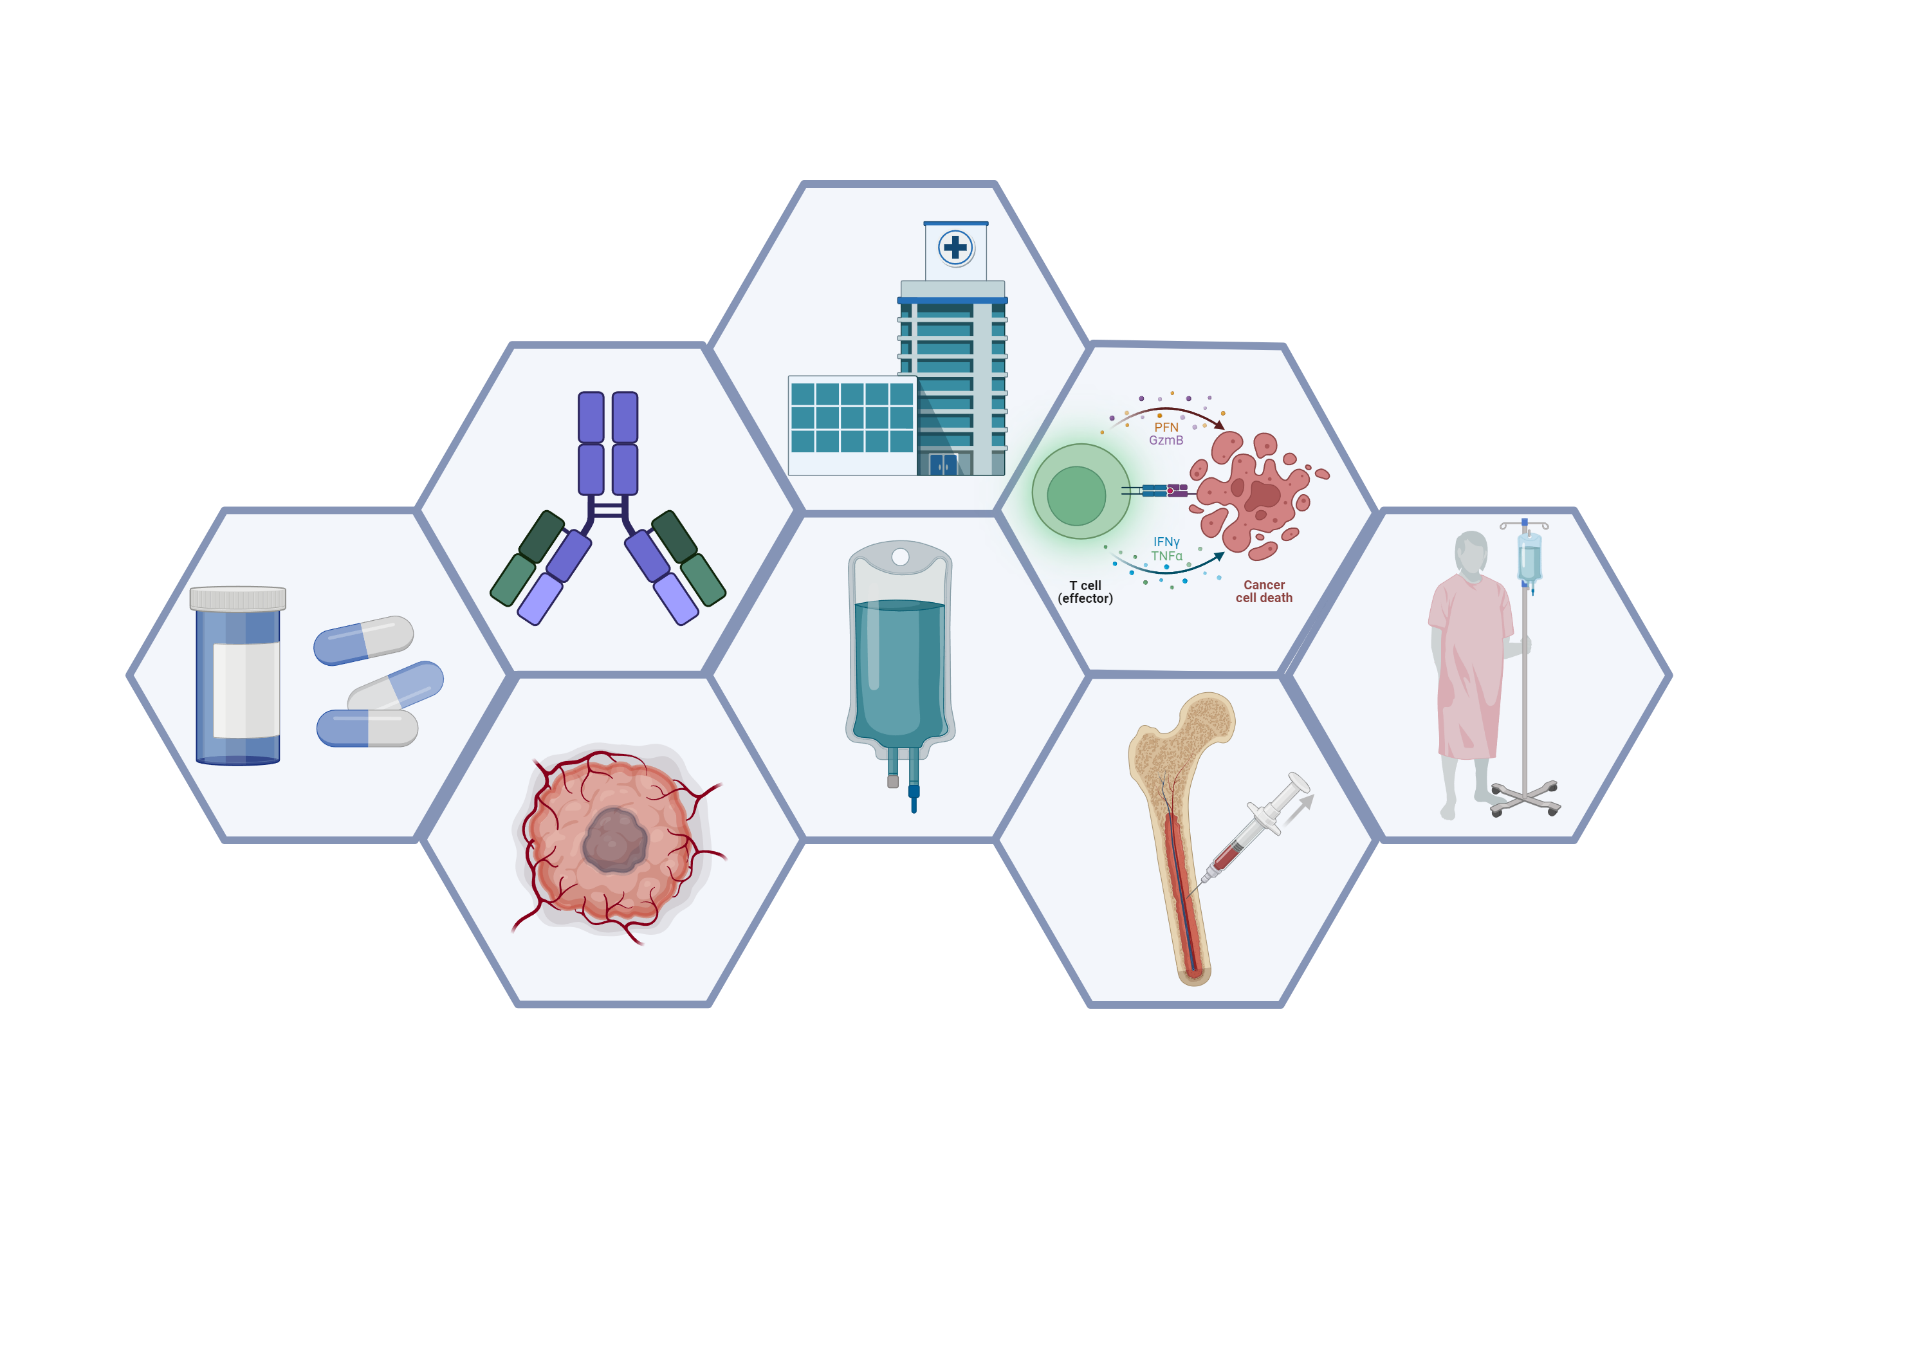 PFN
GzmB
IFNγ
TNFα
T cell
(effector)
Cancer
cell death